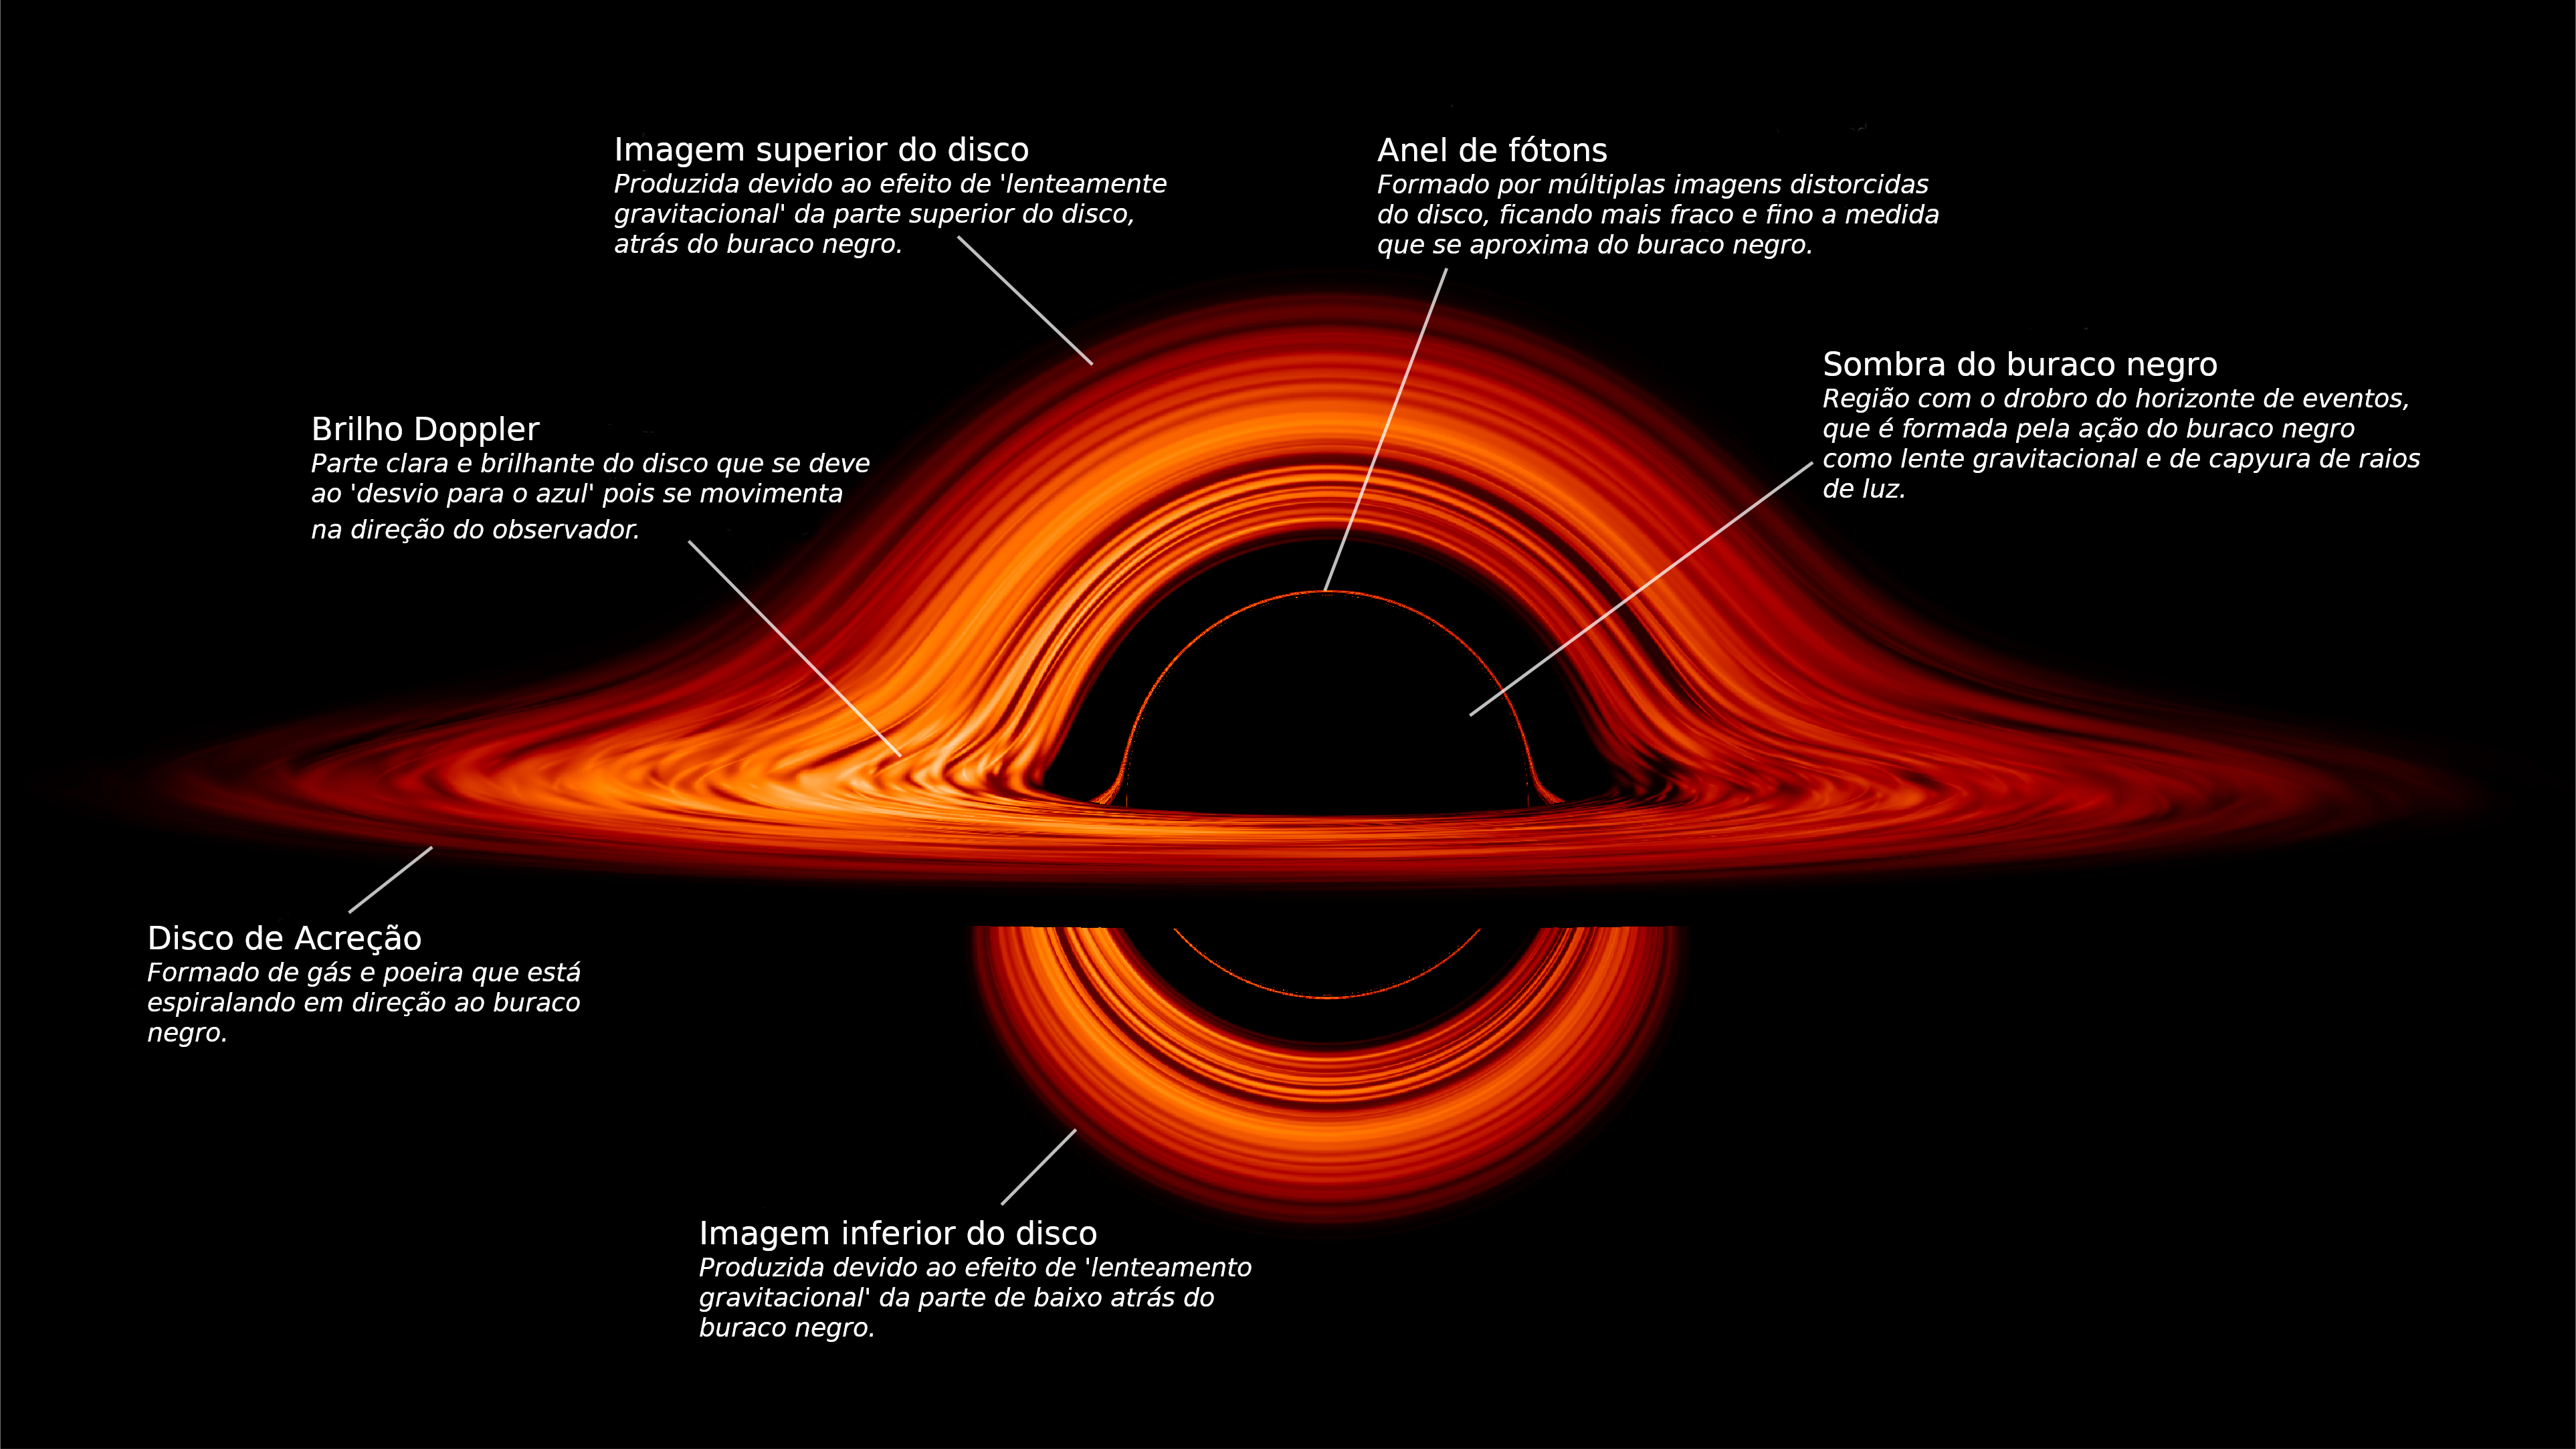 Imagem superior do disco
Produzida devido ao efeito de 'lenteamente
gravitacional' da parte superior do disco,
atrás do buraco negro.
Anel de fótons
Formado por múltiplas imagens distorcidas
do disco, ficando mais fraco e fino a medida
que se aproxima do buraco negro.
Sombra do buraco negro
Região com o drobro do horizonte de eventos,
que é formada pela ação do buraco negro
como lente gravitacional e de capyura de raios
de luz.
Brilho Doppler
Parte clara e brilhante do disco que se deve
ao 'desvio para o azul' pois se movimenta
na direção do observador.
Disco de Acreção
Formado de gás e poeira que está
espiralando em direção ao buraco
negro.
Imagem inferior do disco
Produzida devido ao efeito de 'lenteamento
gravitacional' da parte de baixo atrás do
buraco negro.